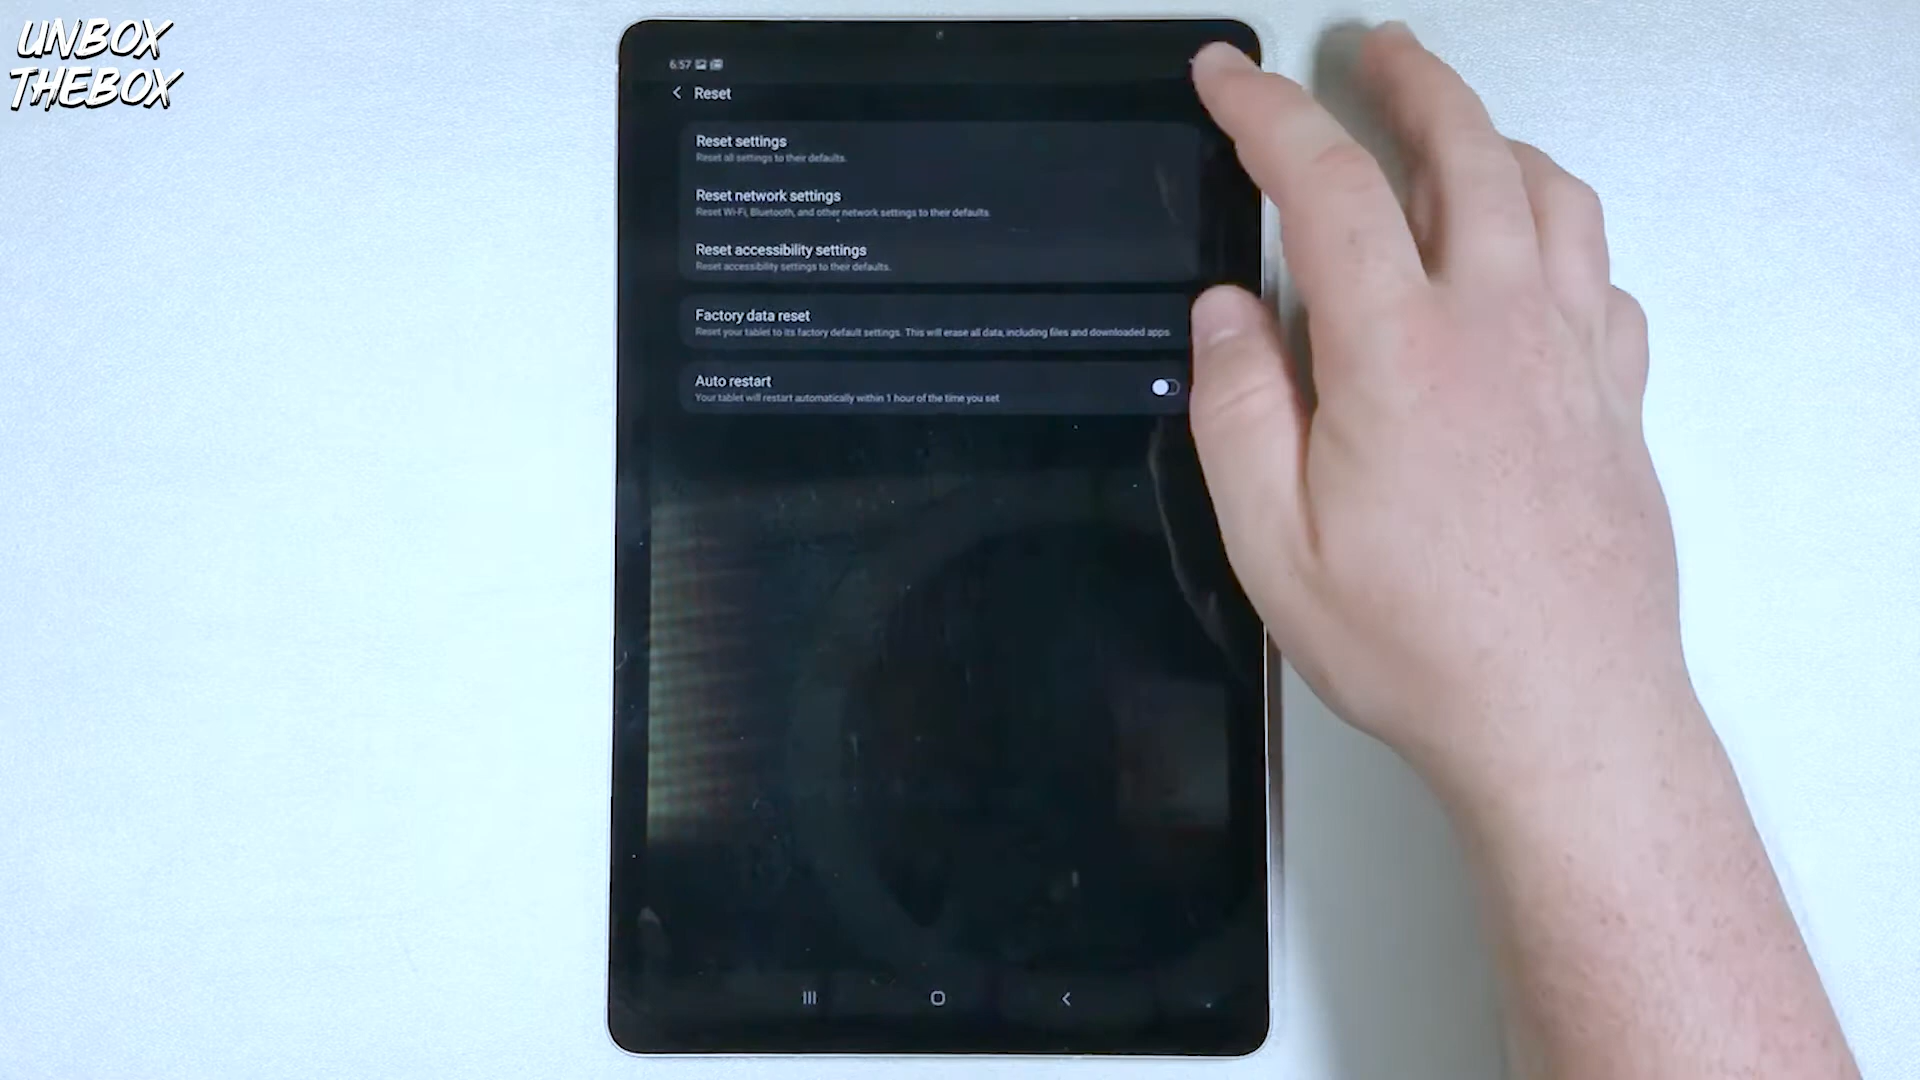 UNBOX
THEBOX
6:57
Reset
Reset settings
Reset all settings to their defaults.
Reset network settings
Reset Wi-Fi, Bluetooth, and other network settings to their defaults.
Reset accessibility settings
Reset accessibility settings to their defaults.
Factory data reset
Reset your tablet to its factory default settings. This will erase all data, including files and downloaded apps.
Auto restart
Your tablet will restart automatically within 1 hour of the time you set.